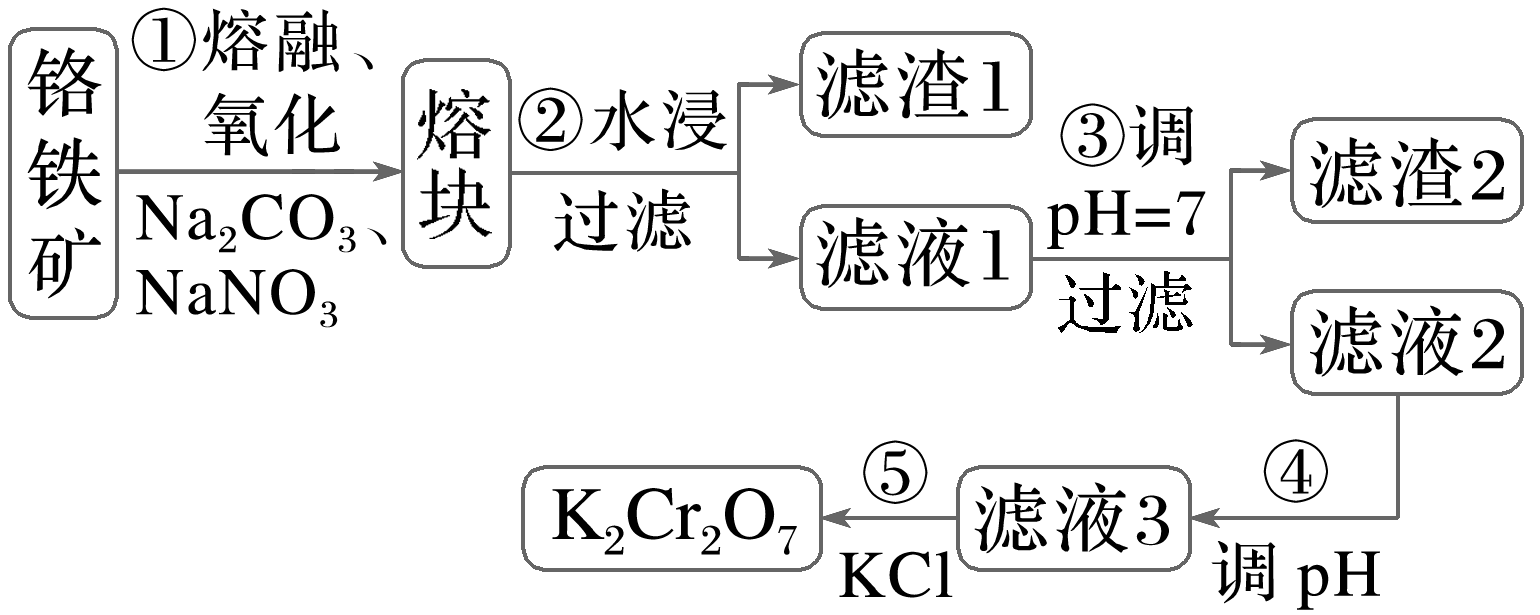 铬铁矿
①熔融、
氧化
Na₂CO₃、
NaNO₃
熔块
②水浸
过滤
滤渣1
滤液1
③调
pH=7
过滤
滤渣2
滤液2
④
调 pH
滤液3
⑤
KCl
K₂Cr₂O₇